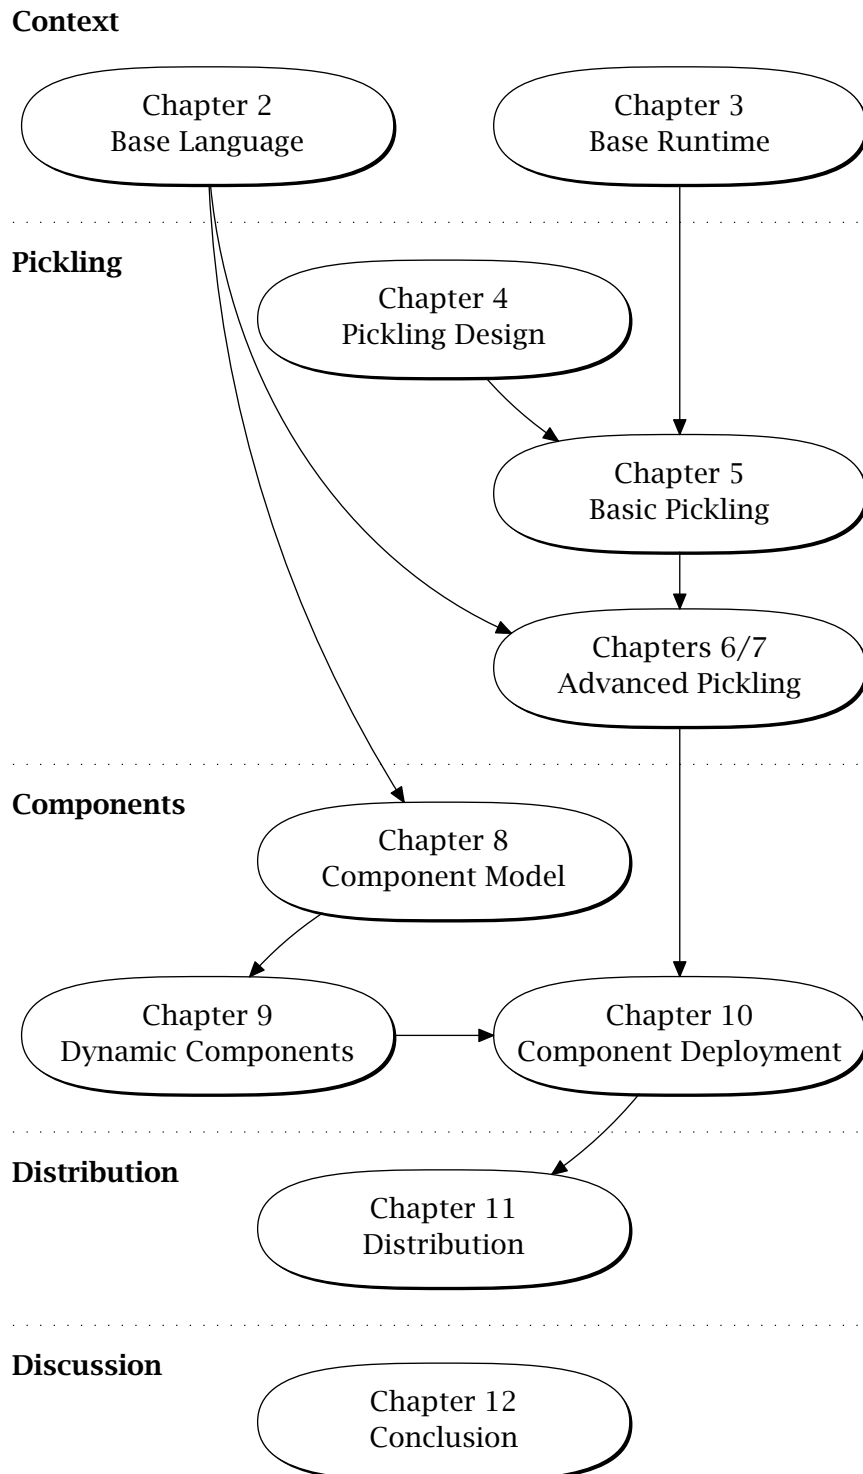 Context
Chapter 2
Base Language
Chapter 3
Base Runtime
Pickling
Chapter 4
Pickling Design
Chapter 5
Basic Pickling
Chapters 6/7
Advanced Pickling
Components
Chapter 8
Component Model
Chapter 9
Dynamic Components
Chapter 10
Component Deployment
Distribution
Chapter 11
Distribution
Discussion
Chapter 12
Conclusion